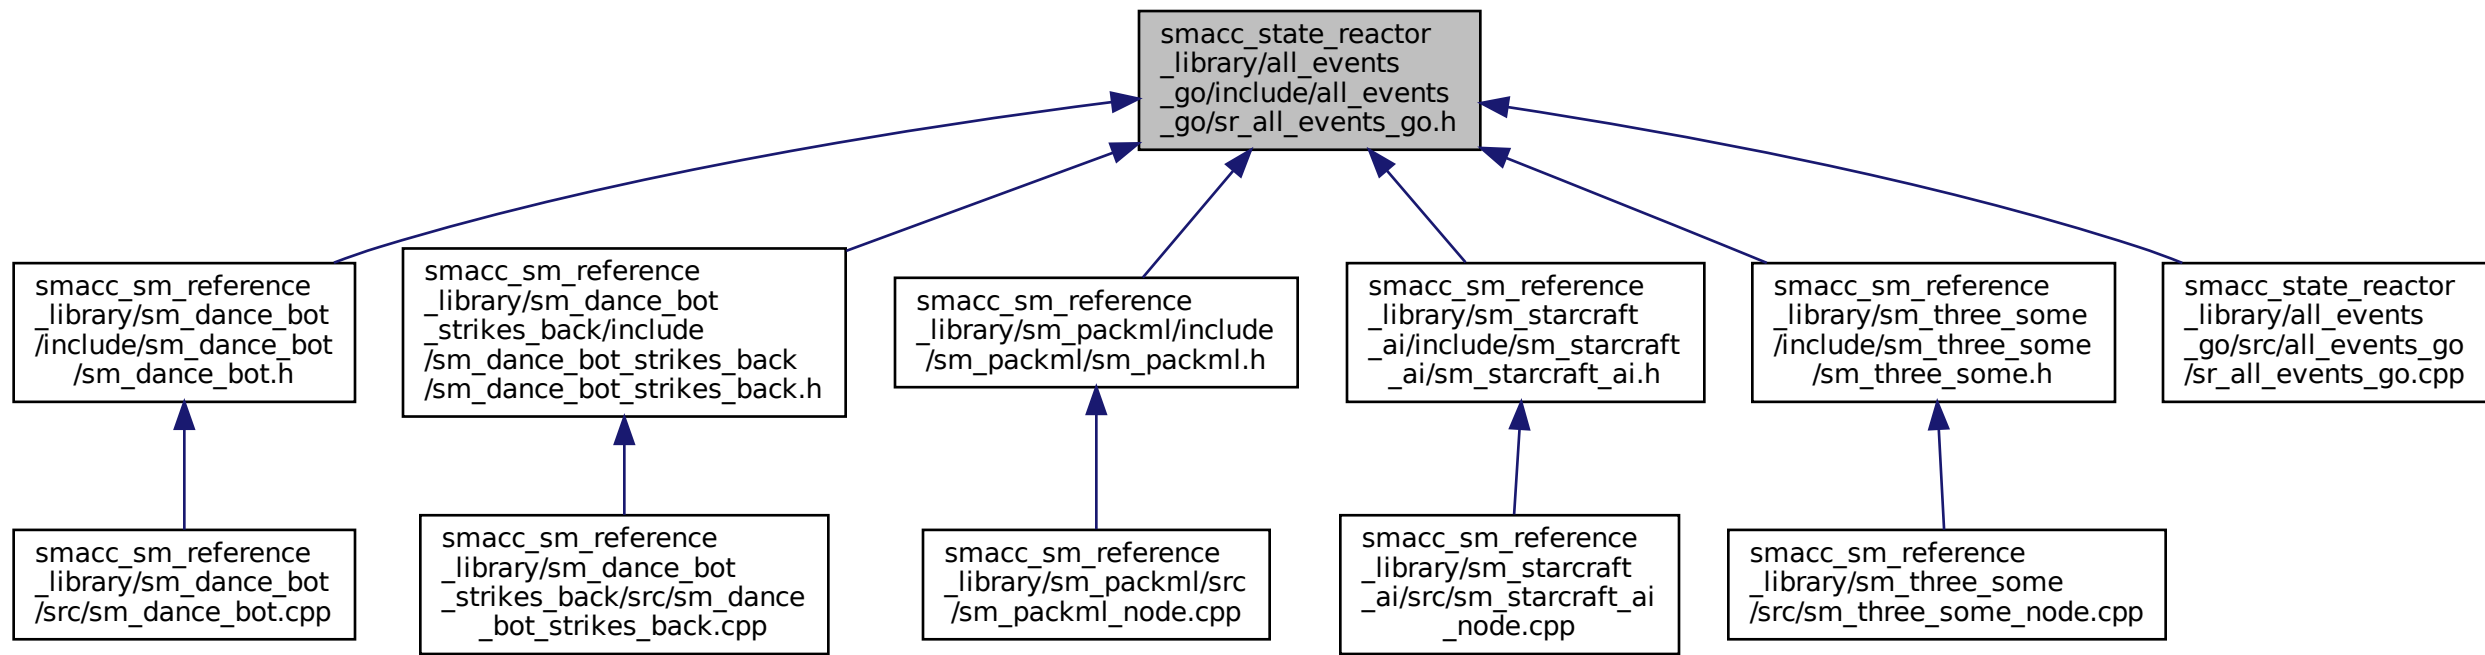 smacc_state_reactor
_library/all_events
_go/include/all_events
_go/sr_all_events_go.h
smacc_sm_reference
_library/sm_dance_bot
/include/sm_dance_bot
/sm_dance_bot.h
smacc_sm_reference
_library/sm_dance_bot
_strikes_back/include
/sm_dance_bot_strikes_back
/sm_dance_bot_strikes_back.h
smacc_sm_reference
_library/sm_packml/include
/sm_packml/sm_packml.h
smacc_sm_reference
_library/sm_starcraft
_ai/include/sm_starcraft
_ai/sm_starcraft_ai.h
smacc_sm_reference
_library/sm_three_some
/include/sm_three_some
/sm_three_some.h
smacc_state_reactor
_library/all_events
_go/src/all_events_go
/sr_all_events_go.cpp
smacc_sm_reference
_library/sm_dance_bot
/src/sm_dance_bot.cpp
smacc_sm_reference
_library/sm_dance_bot
_strikes_back/src/sm_dance
_bot_strikes_back.cpp
smacc_sm_reference
_library/sm_packml/src
/sm_packml_node.cpp
smacc_sm_reference
_library/sm_starcraft
_ai/src/sm_starcraft_ai
_node.cpp
smacc_sm_reference
_library/sm_three_some
/src/sm_three_some_node.cpp